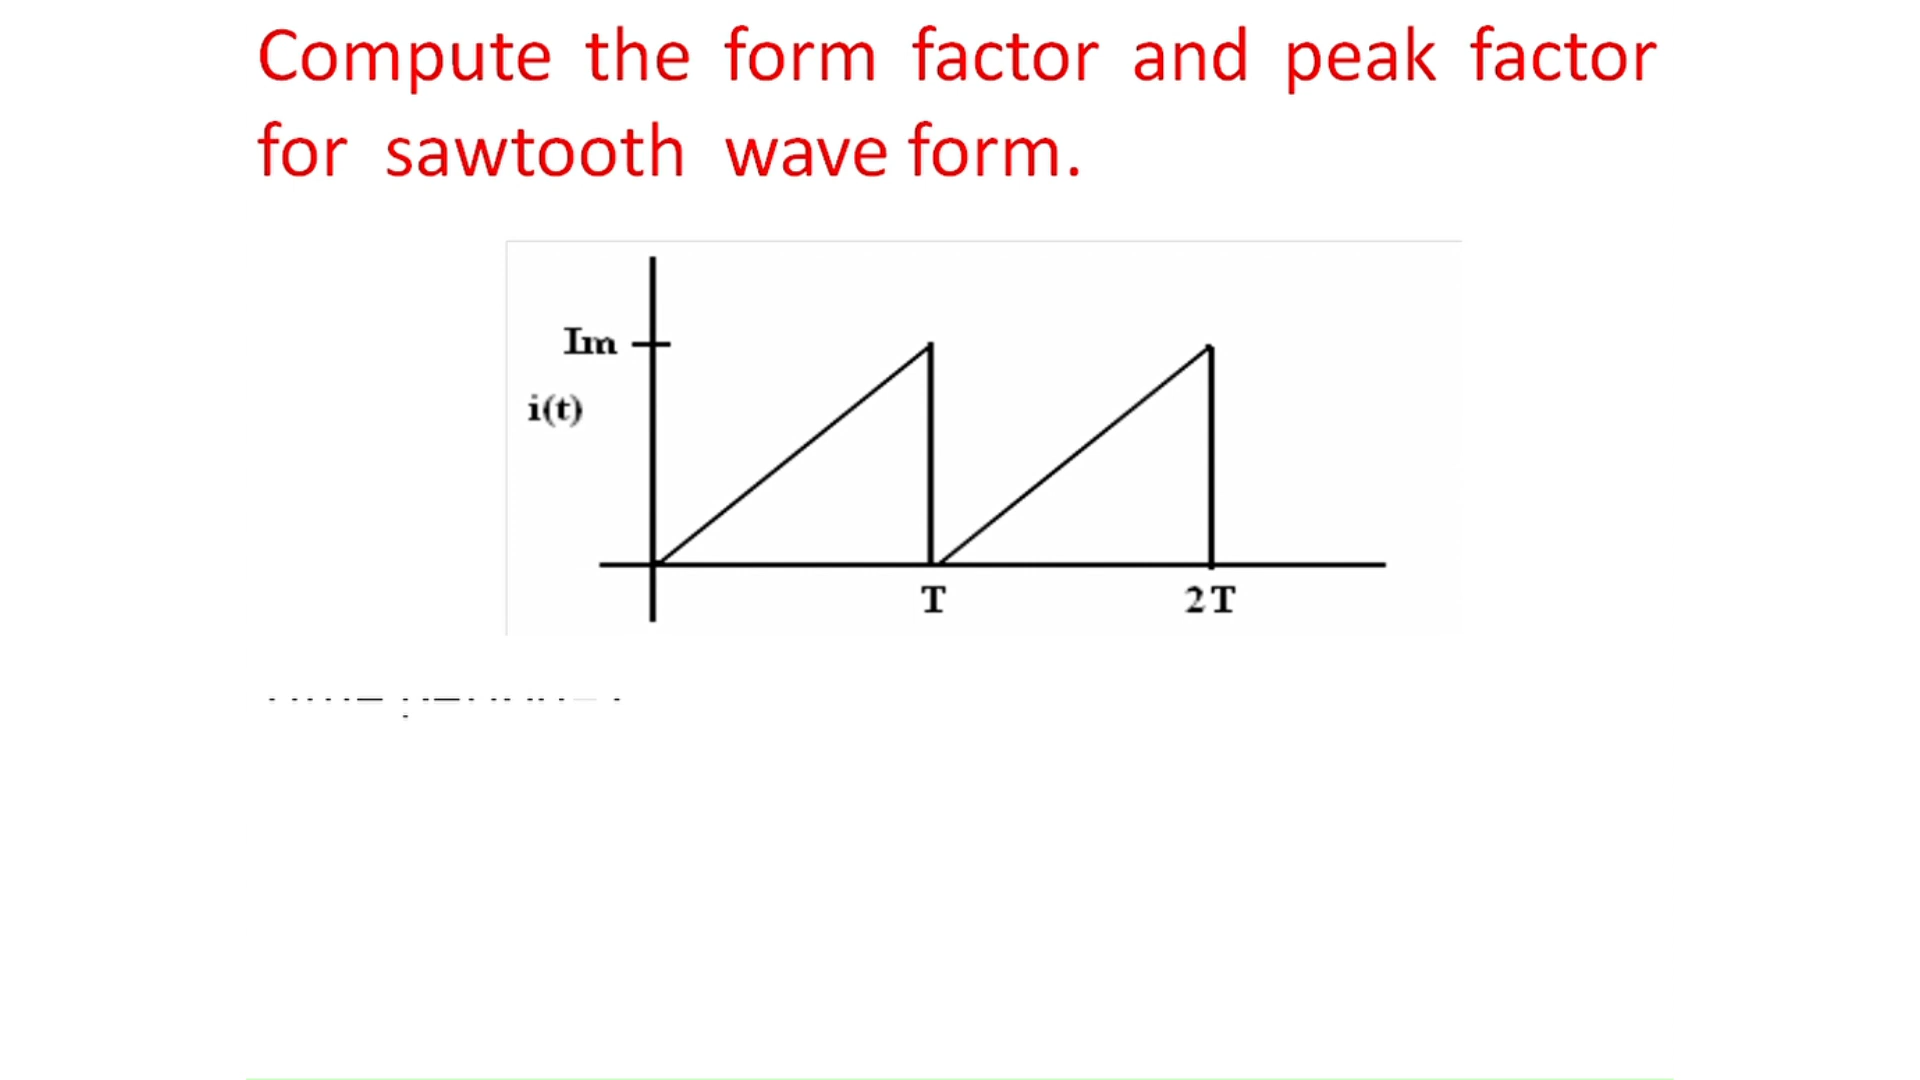 Compute the form factor and peak factor
for sawtooth wave form.
Im
i(t)
T
2T